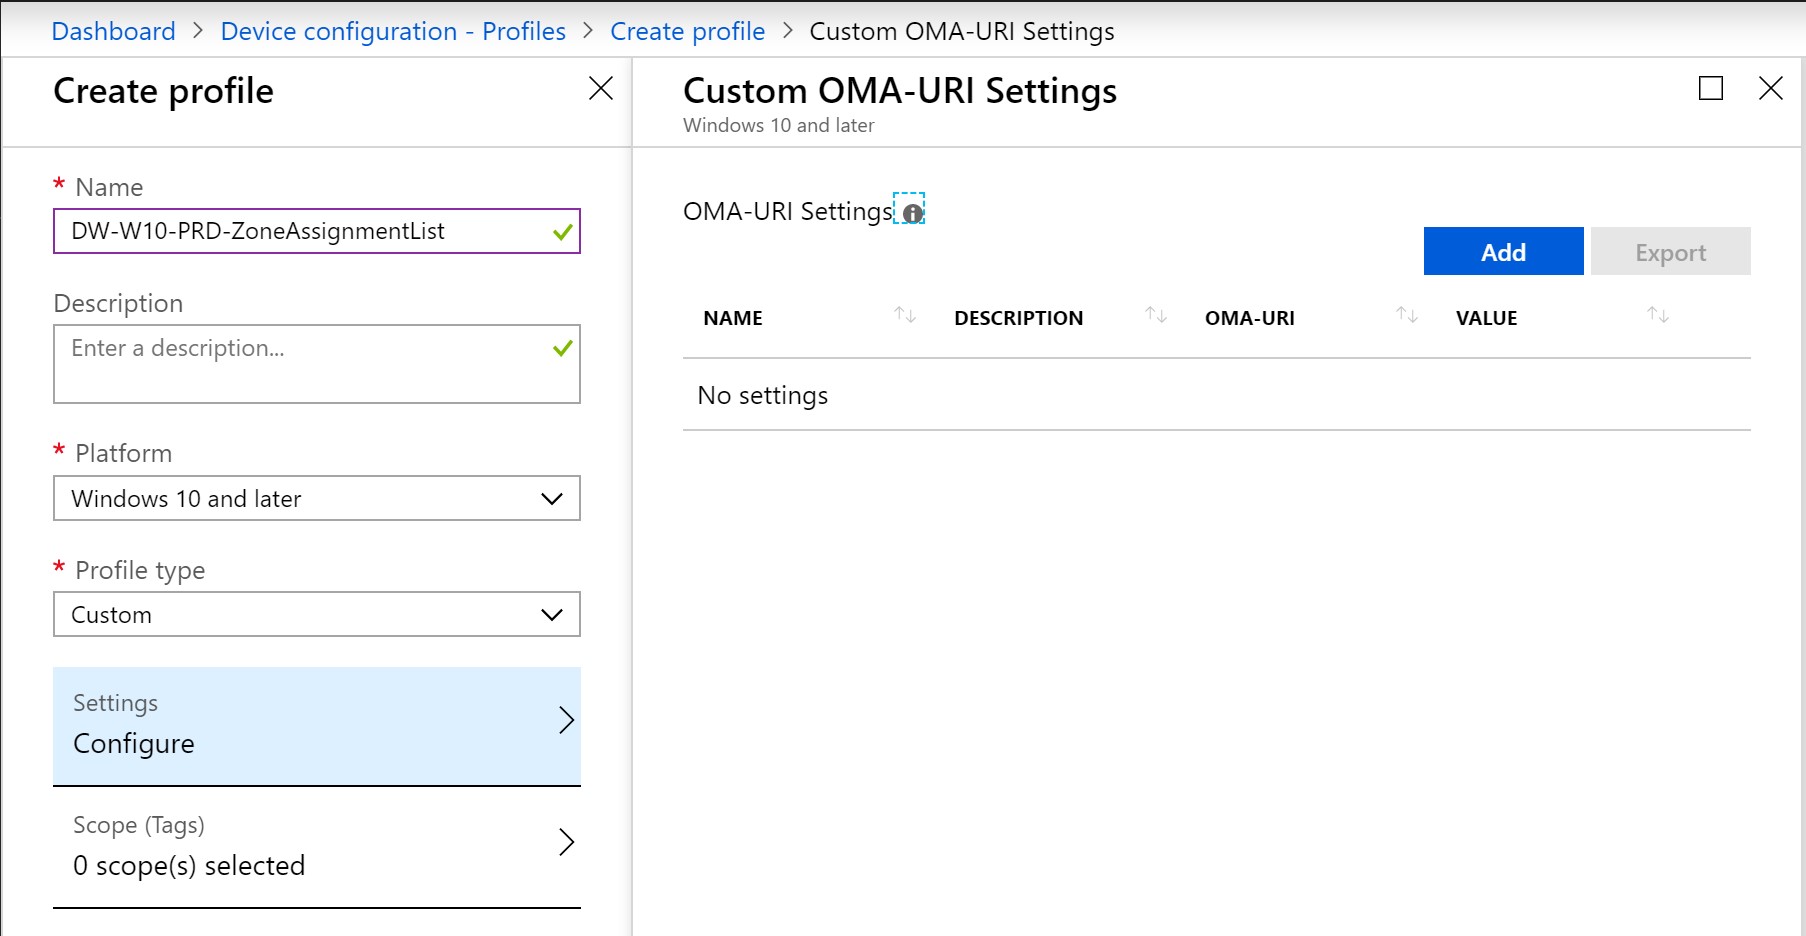 Dashboard > Device configuration - Profiles > Create profile > Custom OMA-URI Settings
Create profile
* Name
DW-W10-PRD-ZoneAssignmentList
Description
Enter a description...
* Platform
Windows 10 and later
* Profile type
Custom
Settings
Configure
Scope (Tags)
0 scope(s) selected
Custom OMA-URI Settings
Windows 10 and later
OMA-URI Settings
Add Export
NAME DESCRIPTION OMA-URI VALUE
No settings